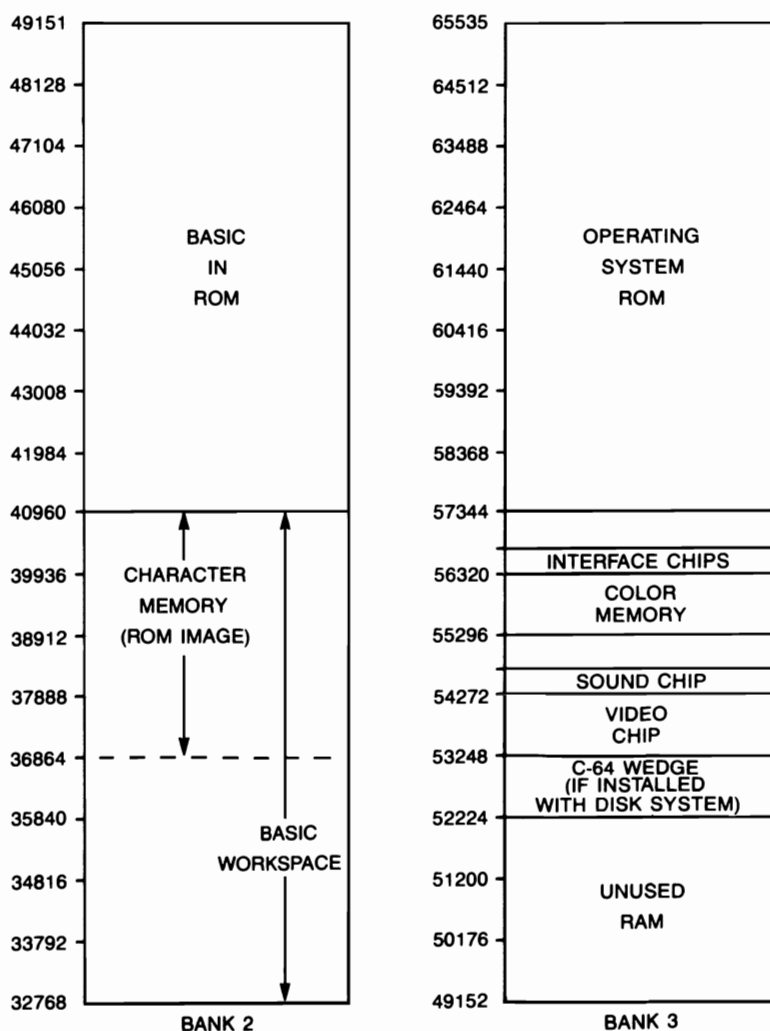 49151
48128
47104
46080
45056
44032
43008
41984
40960
39936
38912
37888
36864
35840
34816
33792
32768
BASIC
IN
ROM
CHARACTER
MEMORY
(ROM IMAGE)
BASIC
WORKSPACE
BANK 2
65535
64512
63488
62464
61440
60416
59392
58368
57344
56320
55296
54272
53248
52224
51200
50176
49152
OPERATING
SYSTEM
ROM
INTERFACE CHIPS
COLOR
MEMORY
SOUND CHIP
VIDEO
CHIP
C-64 WEDGE
(IF INSTALLED
WITH DISK SYSTEM)
UNUSED
RAM
BANK 3